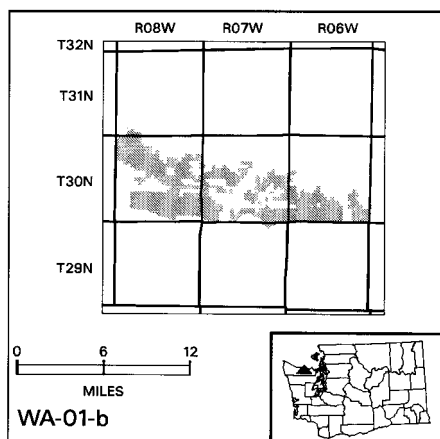 R08W R07W R06W
T32N
T31N
T30N
T29N
0 6 12
MILES
WA-01-b